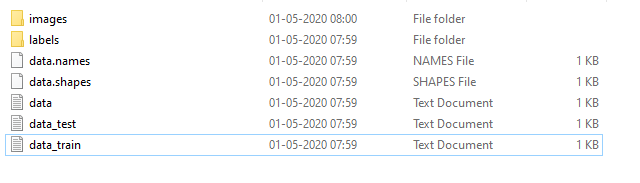 images 01-05-2020 08:00 File folder
labels 01-05-2020 07:59 File folder
data.names 01-05-2020 07:59 NAMES File 1 KB
data.shapes 01-05-2020 07:59 SHAPES File 1 KB
data 01-05-2020 07:59 Text Document 1 KB
data_test 01-05-2020 07:59 Text Document 1 KB
data_train 01-05-2020 07:59 Text Document 1 KB